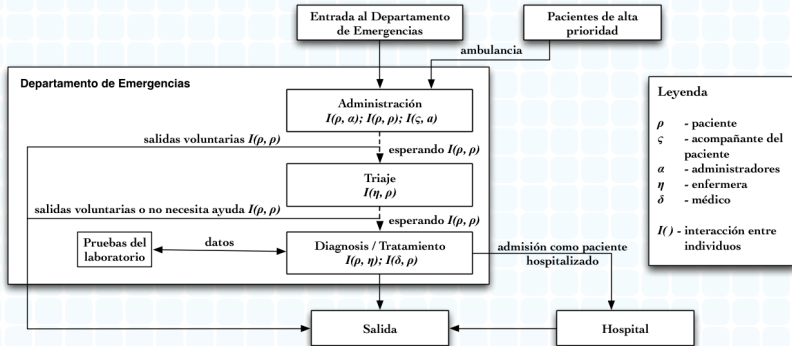 Entrada al Departamento
de Emergencias
Pacientes de alta
prioridad
ambulancia
Departamento de Emergencias
Administración
I(ρ, α); I(ρ, ρ); I(ς, a)
salidas voluntarias I(ρ, ρ)
esperando I(ρ, ρ)
Triaje
I(η, ρ)
salidas voluntarias o no necesita ayuda I(ρ, ρ)
esperando I(ρ, ρ)
Pruebas del
laboratorio
datos
Diagnosis / Tratamiento
I(ρ, η); I(δ, ρ)
admisión como paciente
hospitalizado
Salida
Hospital
Leyenda
ρ - paciente
ς - acompañante del
paciente
α - administradores
η - enfermera
δ - médico
I( ) - interacción entre
individuos